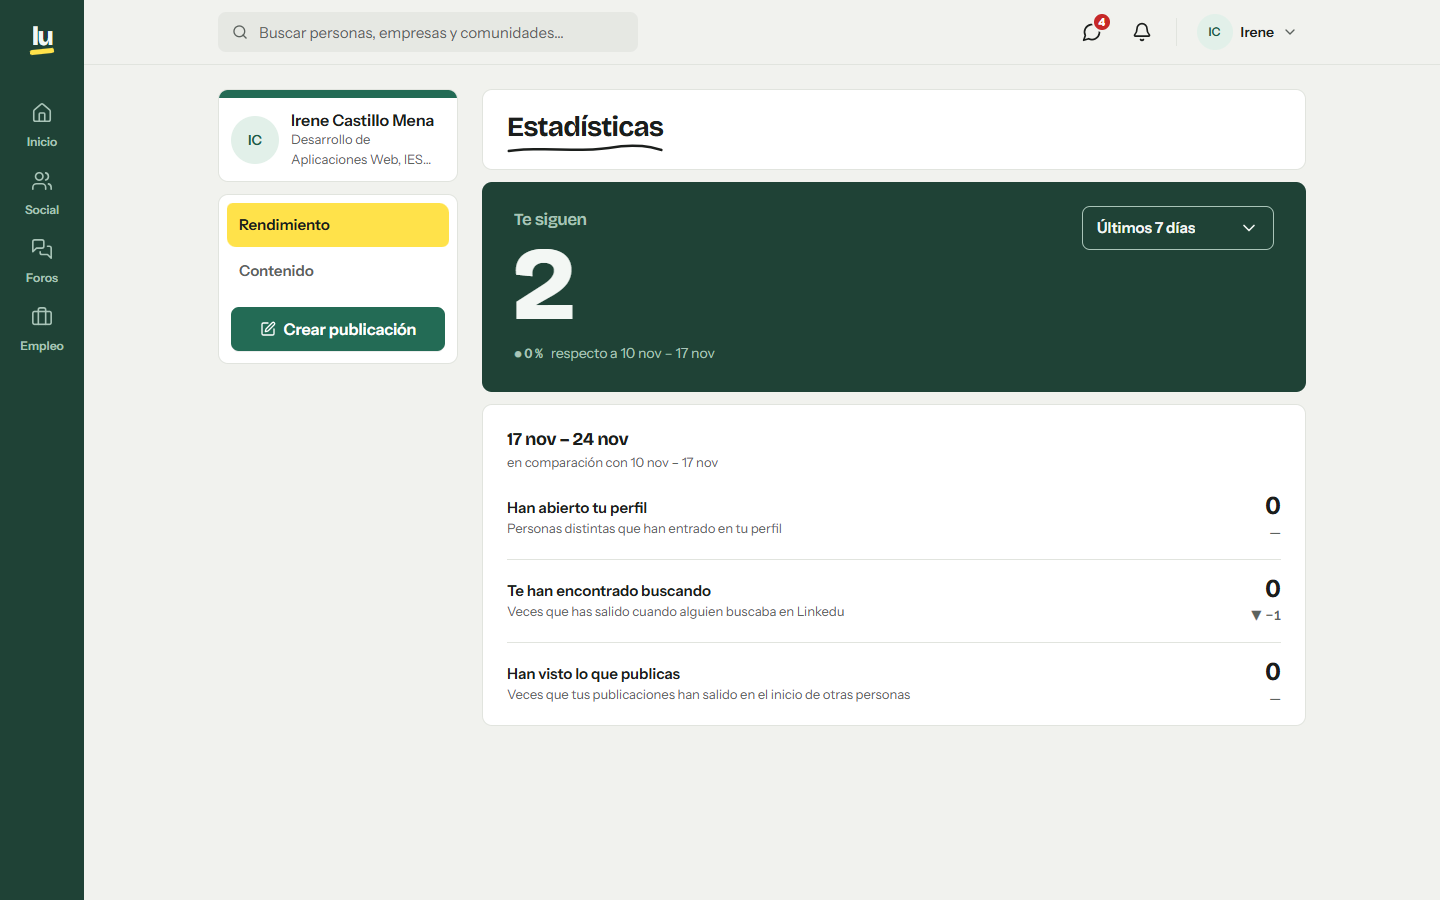 lu
Buscar personas, empresas y comunidades...
4
IC
Irene
Inicio
Social
Foros
Empleo
IC
Irene Castillo Mena
Desarrollo de
Aplicaciones Web, IES...
Rendimiento
Contenido
Crear publicación
Estadísticas
Te siguen
Últimos 7 días
2
● 0 % respecto a 10 nov – 17 nov
17 nov – 24 nov
en comparación con 10 nov – 17 nov
Han abierto tu perfil
0
Personas distintas que han entrado en tu perfil
—
Te han encontrado buscando
0
Veces que has salido cuando alguien buscaba en Linkedu
▼ −1
Han visto lo que publicas
0
Veces que tus publicaciones han salido en el inicio de otras personas
—